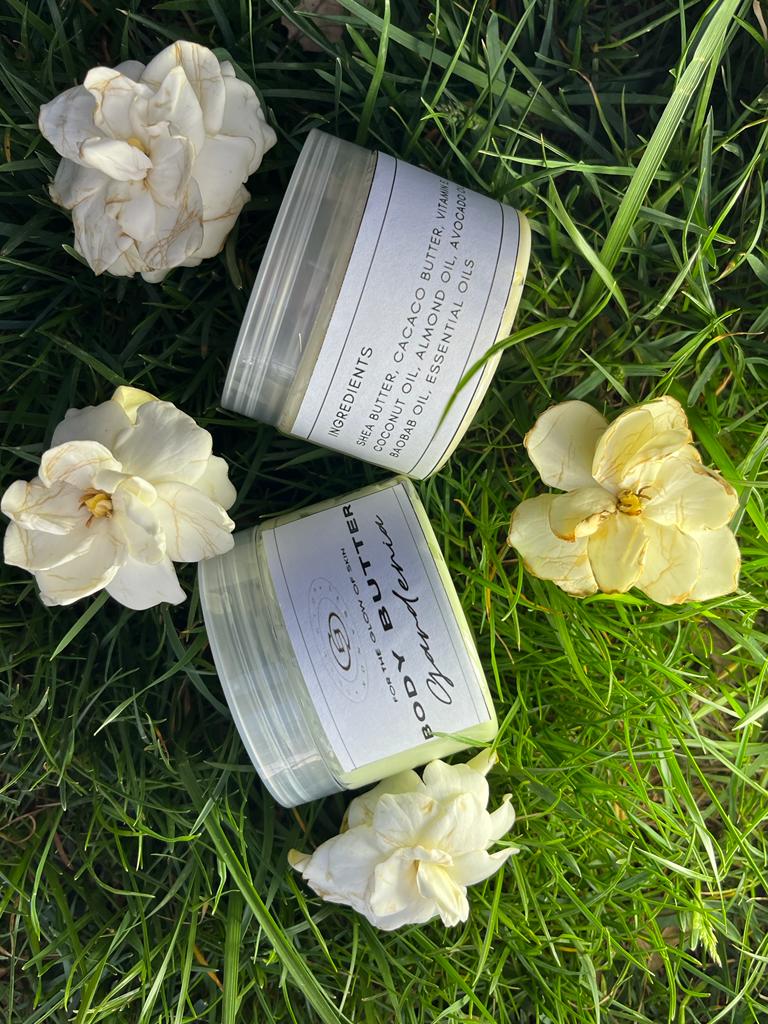 FOR THE GLOW OF SKIN
BODY BUTTER
Gardenia
INGREDIENTS
SHEA BUTTER, CACACO BUTTER, VITAMIN E
COCONUT OIL, ALMOND OIL, AVOCADO
BAOBAB OIL, ESSENTIAL OILS